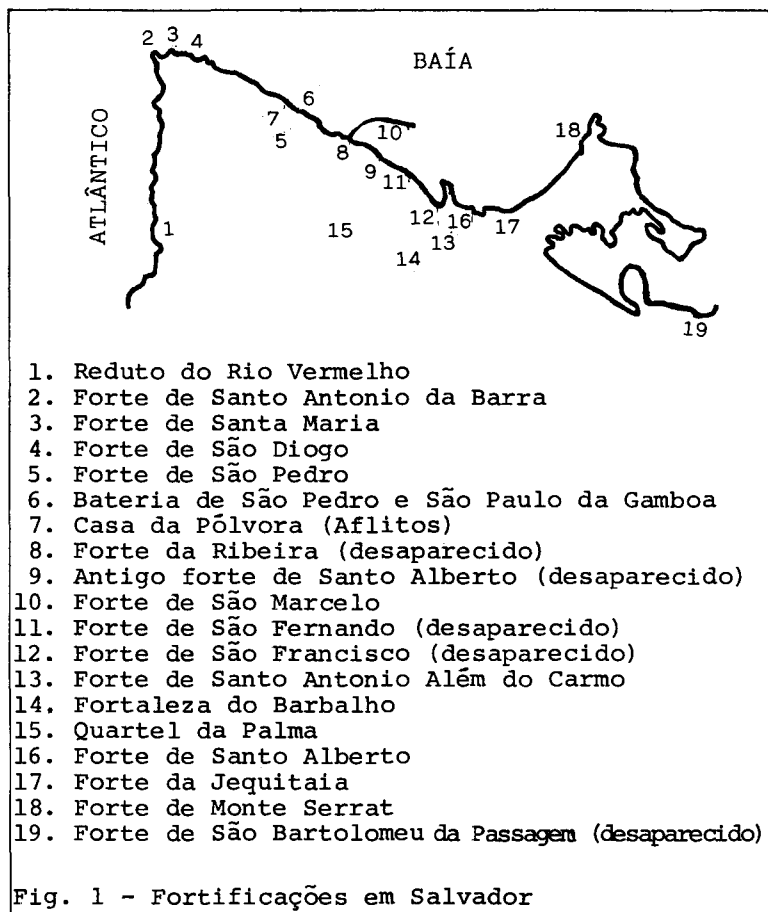 2 3 4
BAÍA
6
7
5
8
10
18
9
11
ATLÂNTICO
1
15
12
16
13
17
14
19
1. Reduto do Rio Vermelho
2. Forte de Santo Antonio da Barra
3. Forte de Santa Maria
4. Forte de São Diogo
5. Forte de São Pedro
6. Bateria de São Pedro e São Paulo da Gamboa
7. Casa da Põlvora (Aflitos)
8. Forte da Ribeira (desaparecido)
9. Antigo forte de Santo Alberto (desaparecido)
10. Forte de São Marcelo
11. Forte de São Fernando (desaparecido)
12. Forte de São Francisco (desaparecido)
13. Forte de Santo Antonio Além do Carmo
14. Fortaleza do Barbalho
15. Quartel da Palma
16. Forte de Santo Alberto
17. Forte da Jequitaia
18. Forte de Monte Serrat
19. Forte de São Bartolomeu da Passagem (desaparecido)
Fig. 1 - Fortificações em Salvador